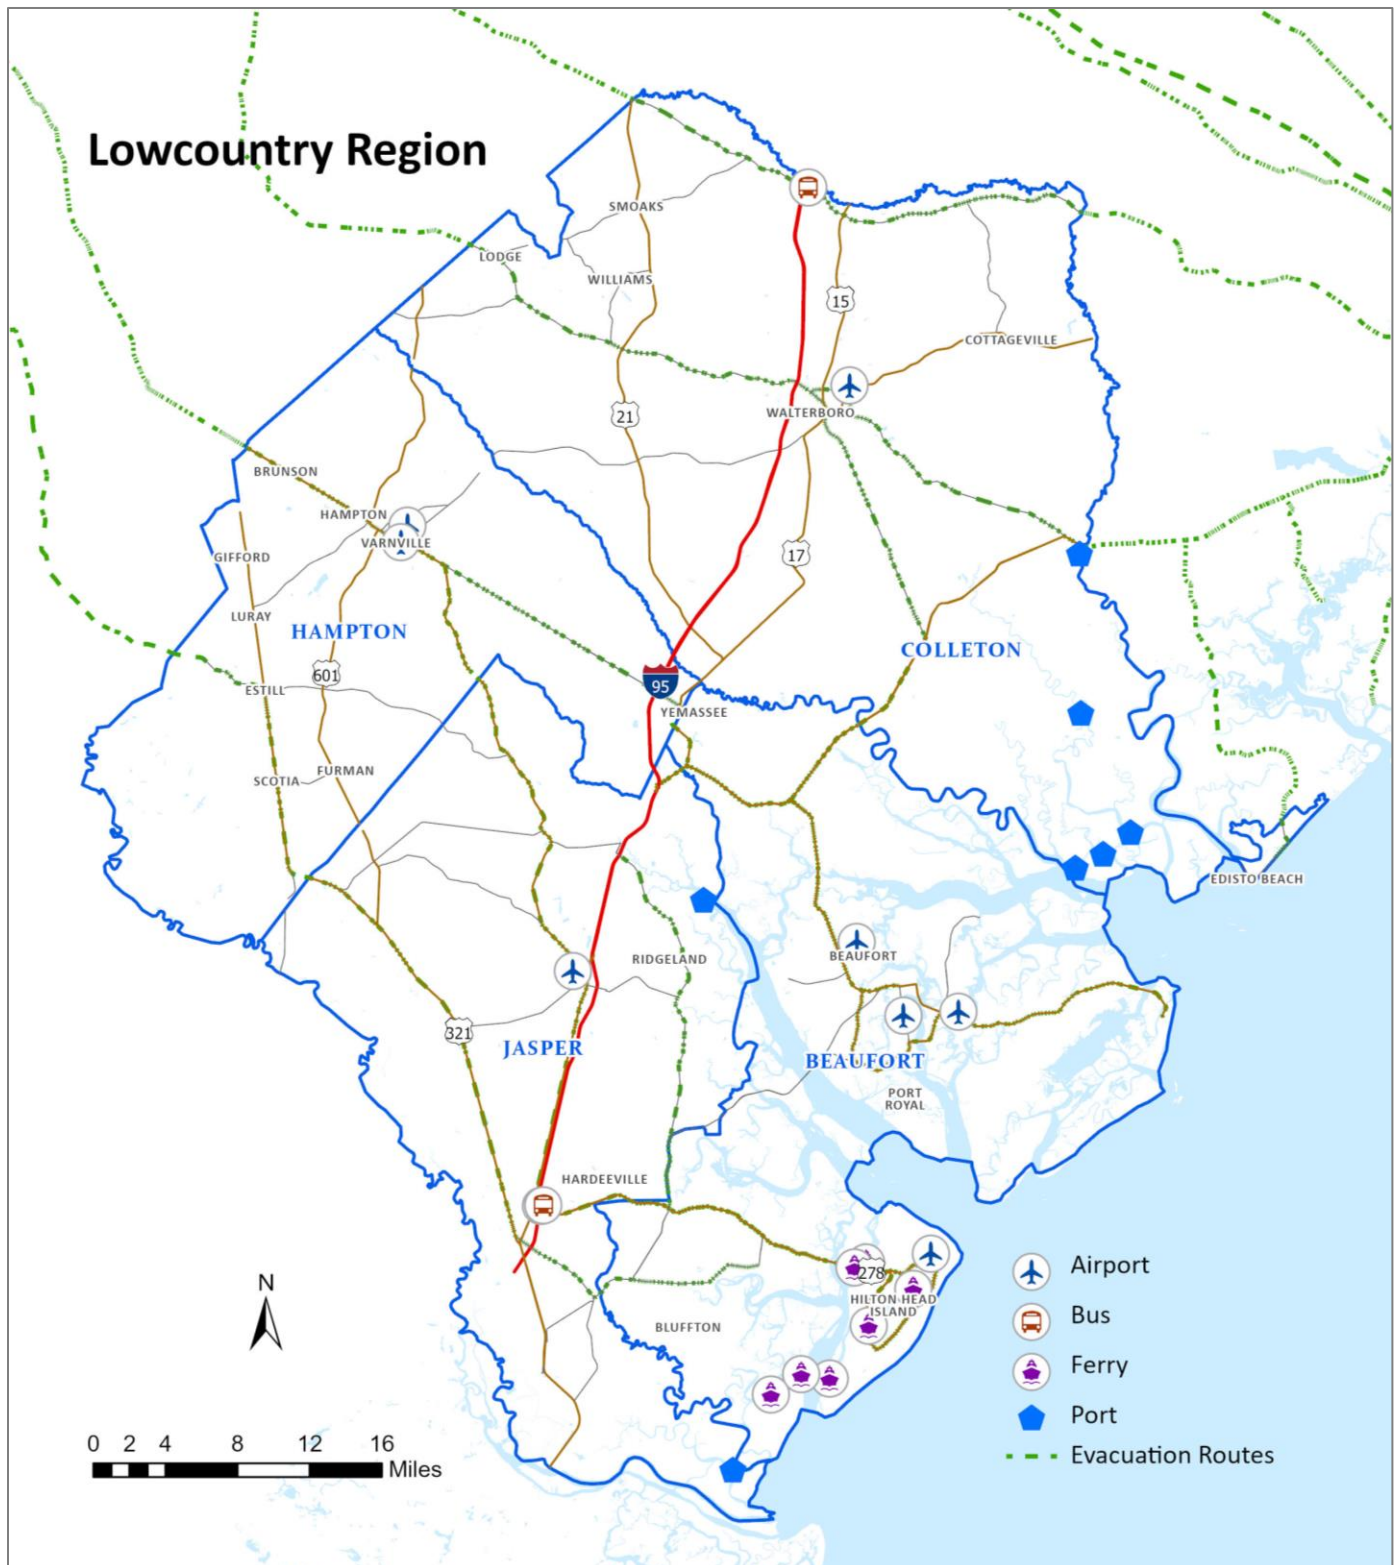 Lowcountry Region
SMOAKS
LODGE
WILLIAMS
15
COTTAGEVILLE
21
WALTERBORO
BRUNSON
HAMPTON
VARNVILLE
17
GIFFORD
LURAY
HAMPTON
COLLETON
601
95
ESTILL
YEMASSEE
SCOTIA
FURMAN
EDISTO BEACH
BEAUFORT
RIDGELAND
321
JASPER
BEAUFORT
PORT
ROYAL
HARDEEVILLE
278
HILTON HEAD
ISLAND
BLUFFTON
N
0 2 4 8 12 16
Miles
Airport
Bus
Ferry
Port
Evacuation Routes